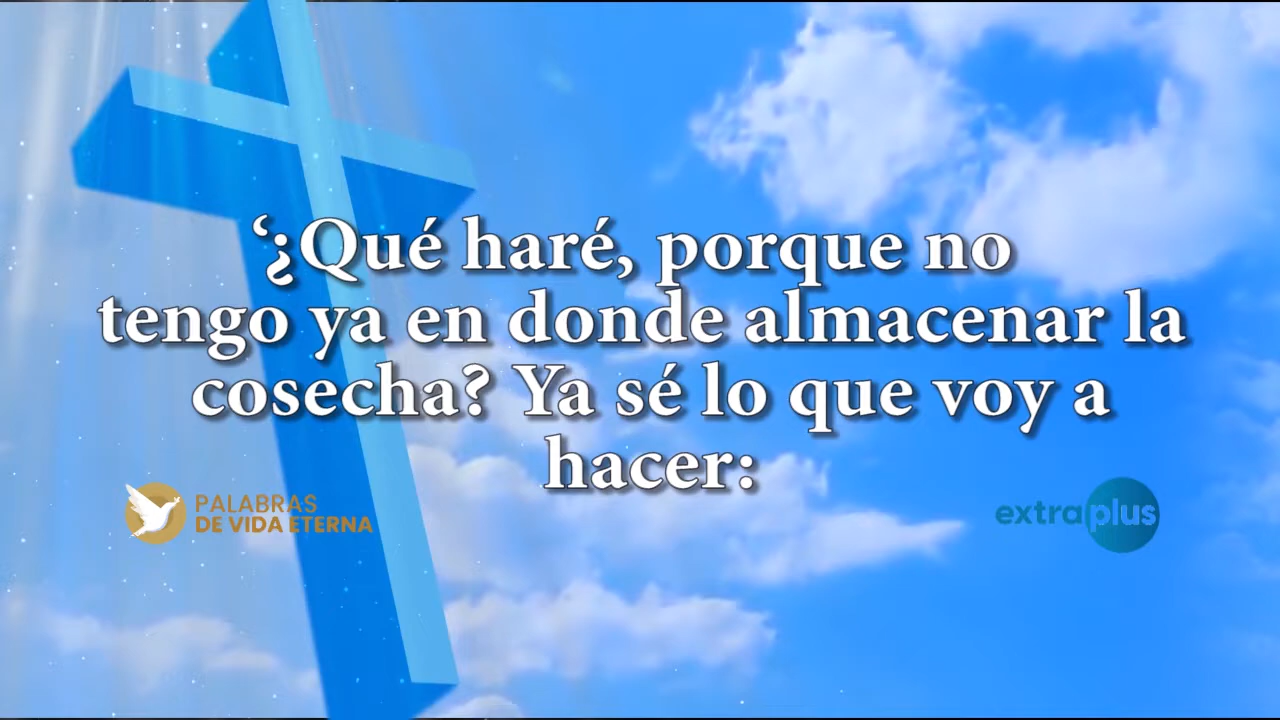 ‘¿Qué haré, porque no
tengo ya en donde almacenar la
cosecha? Ya sé lo que voy a
hacer:
PALABRAS
DE VIDA ETERNA
extraplus